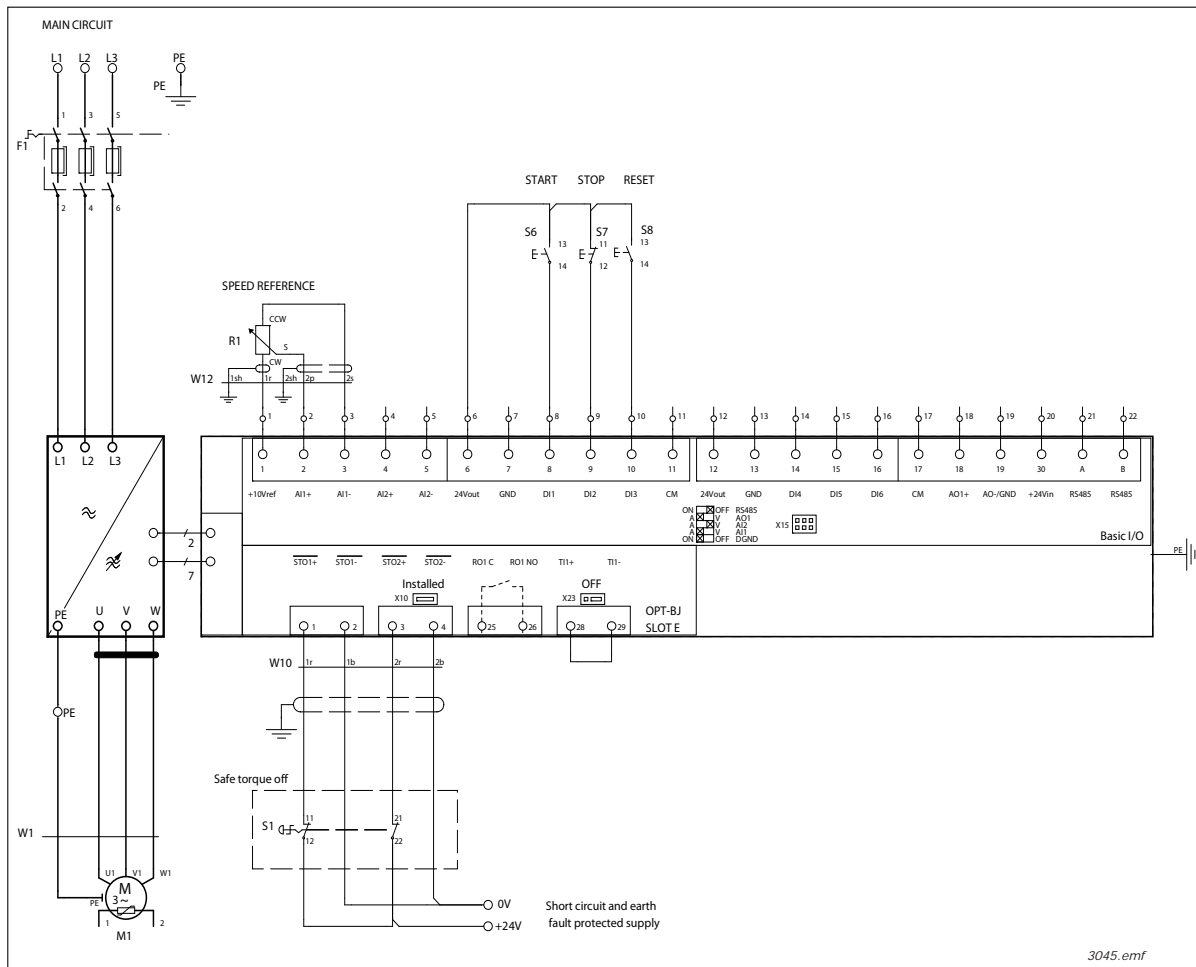 MAIN CIRCUIT
L1 L2 L3 PE
PE
1 3 5
F1
2 4 6
START STOP RESET
S6 S7 S8
13 11 13
14 12 14
SPEED REFERENCE
CCW
R1
S
CW
W12 1sh 1r 2sh 2p 2s
1 2 3 4 5 6 7 8 9 10 11 12 13 14 15 16 17 18 19 20 21 22
L1 L2 L3
1 2 3 4 5 6 7 8 9 10 11 12 13 14 15 16 17 18 19 30 A B
+10Vref AI1+ AI1- AI2+ AI2- 24Vout GND DI1 DI2 DI3 CM 24Vout GND DI4 DI5 DI6 CM AO1+ AO-/GND +24Vin RS485 RS485
ON OFF RS485
A V AO1
A V AI2
A V AI1
ON OFF DGND
X15
Basic I/O
2
7
PE
STO1+ STO1- STO2+ STO2- RO1 C RO1 NO TI1+ TI1-
Installed OFF
X10 X23
OPT-BJ
SLOT E
PE U V W
1 2 3 4 25 26 28 29
W10 1r 1b 2r 2b
PE
Safe torque off
S1
11 21
12 22
W1
U1 V1 W1
M
3~
PE
1 2
M1
0V
+24V
Short circuit and earth
fault protected supply
3045.emf